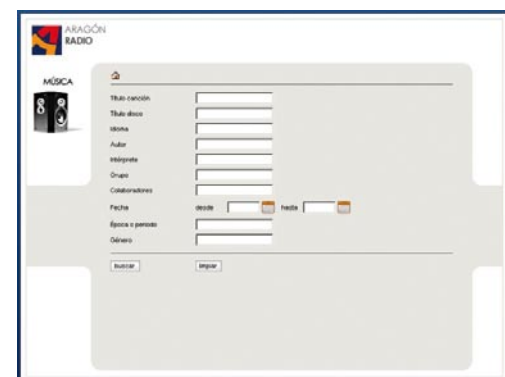 ARAGÓN
RADIO
MÚSICA
Título canción
Título disco
Idioma
Autor
Intérprete
Grupo
Colaboradores
Fecha desde hasta
Época o periodo
Género
buscar limpiar